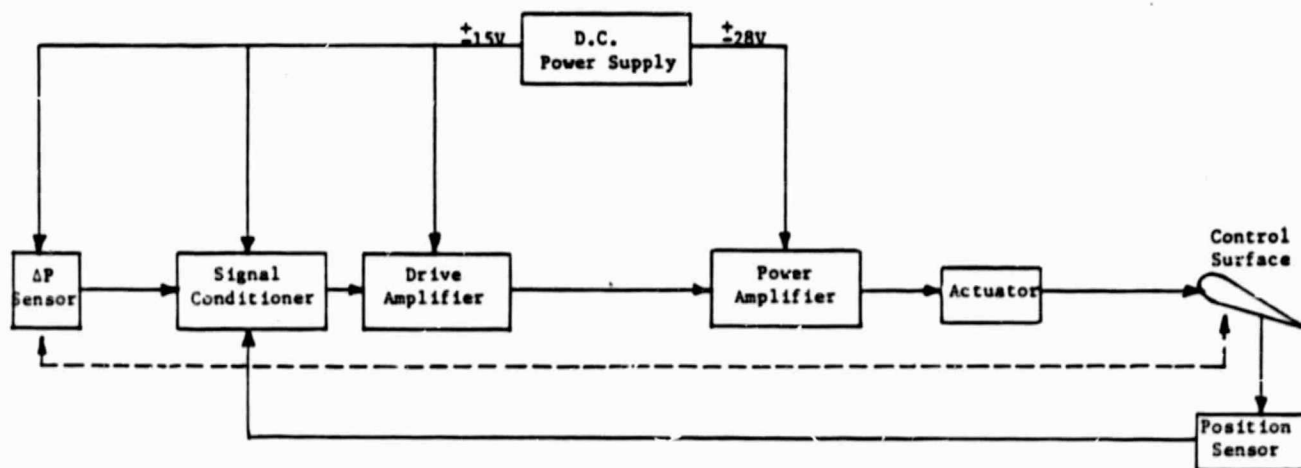 ±15V
D.C.
Power Supply
±28V
ΔP
Sensor
Signal
Conditioner
Drive
Amplifier
Power
Amplifier
Actuator
Control
Surface
Position
Sensor